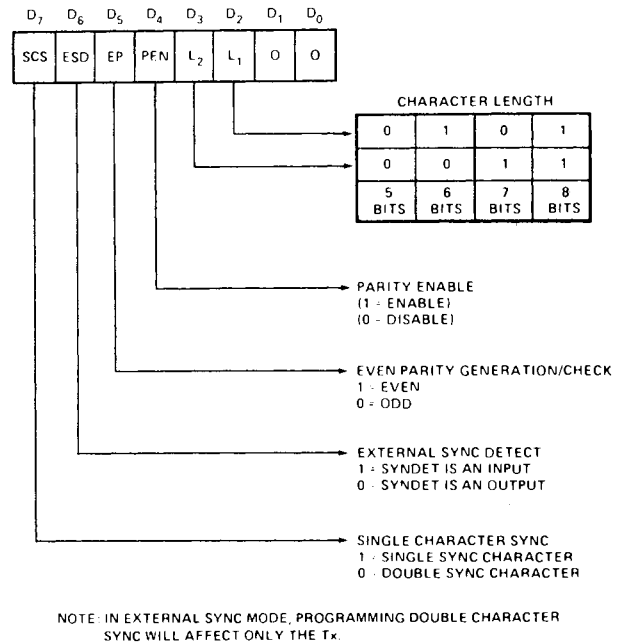 D7 D6 D5 D4 D3 D2 D1 D0
SCS ESD EP PEN L2 L1 0 0
CHARACTER LENGTH
0 1 0 1
0 0 1 1
5 6 7 8
BITS BITS BITS BITS
PARITY ENABLE
(1 = ENABLE)
(0 = DISABLE)
EVEN PARITY GENERATION/CHECK
1 = EVEN
0 = ODD
EXTERNAL SYNC DETECT
1 = SYNDET IS AN INPUT
0 = SYNDET IS AN OUTPUT
SINGLE CHARACTER SYNC
1 = SINGLE SYNC CHARACTER
0 = DOUBLE SYNC CHARACTER
NOTE: IN EXTERNAL SYNC MODE, PROGRAMMING DOUBLE CHARACTER
SYNC WILL AFFECT ONLY THE Tx.